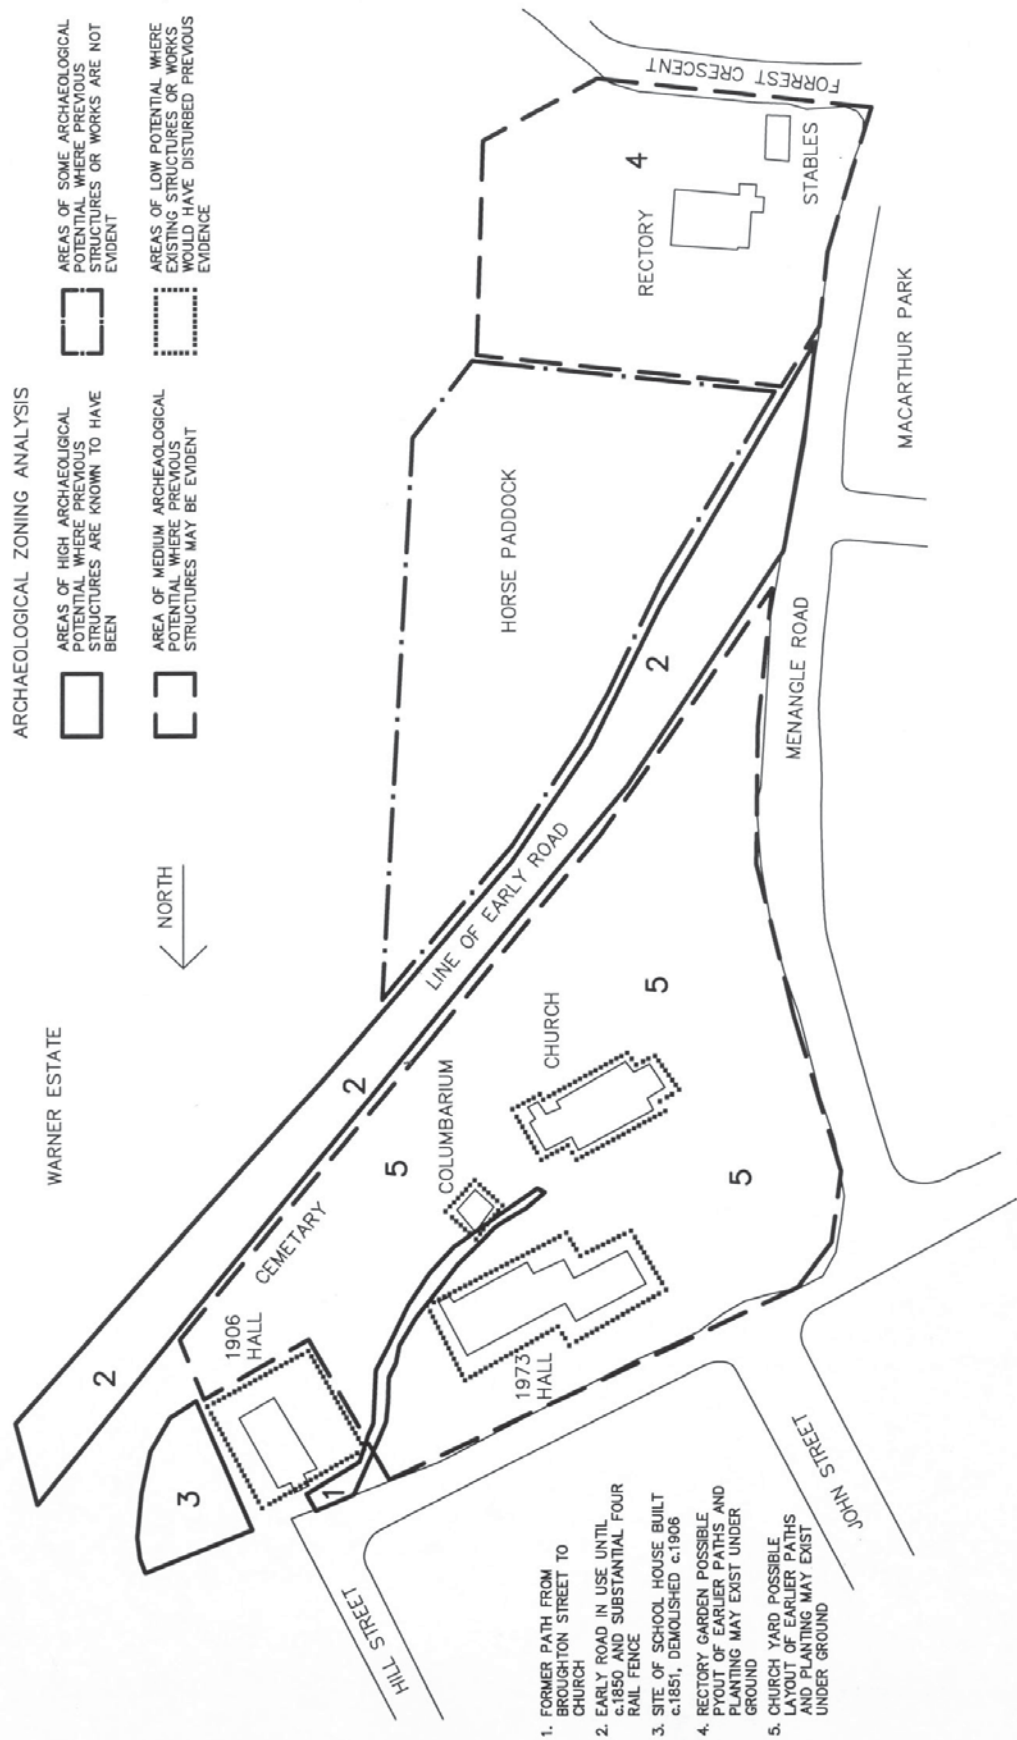 ARCHAEOLOGICAL ZONING ANALYSIS
AREAS OF HIGH ARCHAEOLIGICAL
POTENTIAL WHERE PREVIOUS
STRUCTURES ARE KNOWN TO HAVE
BEEN
AREAS OF SOME ARCHAEOLOGICAL
POTENTIAL WHERE PREVIOUS
STRUCTURES OR WORKS ARE NOT
EVIDENT
AREA OF MEDIUM ARCHEAOLOGICAL
POTENTIAL WHERE PREVIOUS
STRUCTURES MAY BE EVIDENT
AREAS OF LOW POTENTIAL WHERE
EXISTING STRUCTURES OR WORKS
WOULD HAVE DISTURBED PREVIOUS
EVIDENCE
NORTH
WARNER ESTATE
2
3
1906
HALL
CEMETARY
2
5
COLUMBARIUM
LINE OF EARLY ROAD
HORSE PADDOCK
2
RECTORY
4
STABLES
FORREST CRESCENT
1
1973
HALL
CHURCH
5
5
MENANGLE ROAD
MACARTHUR PARK
HILL STREET
JOHN STREET
1. FORMER PATH FROM
BROUGHTON STREET TO
CHURCH
2. EARLY ROAD IN USE UNTIL
c.1850 AND SUBSTANTIAL FOUR
RAIL FENCE
3. SITE OF SCHOOL HOUSE BUILT
c.1851, DEMOLISHED c.1906
4. RECTORY GARDEN POSSIBLE
PYOUT OF EARLIER PATHS AND
PLANTING MAY EXIST UNDER
GROUND
5. CHURCH YARD POSSIBLE
LAYOUT OF EARLIER PATHS
AND PLANTING MAY EXIST
UNDER GROUND